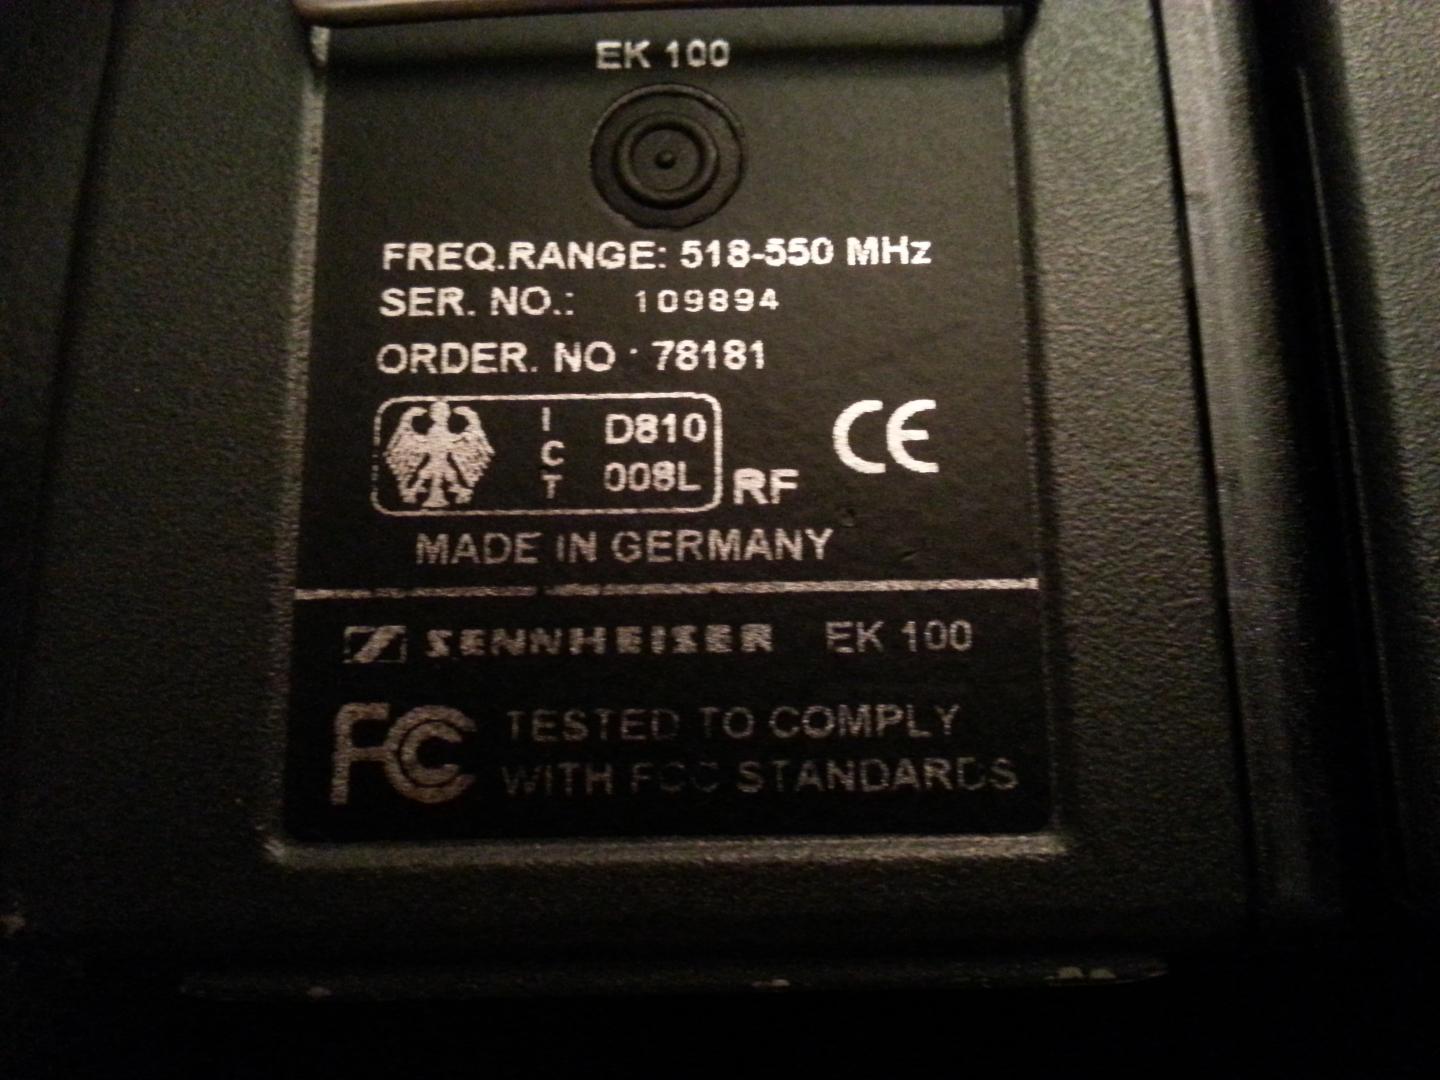 EK 100
FREQ.RANGE: 518-550 MHz
SER. NO.: 109894
ORDER. NO : 78181
ICT D810
008L RF CE
MADE IN GERMANY
SENNHEISER EK 100
FC TESTED TO COMPLY
WITH FCC STANDARDS